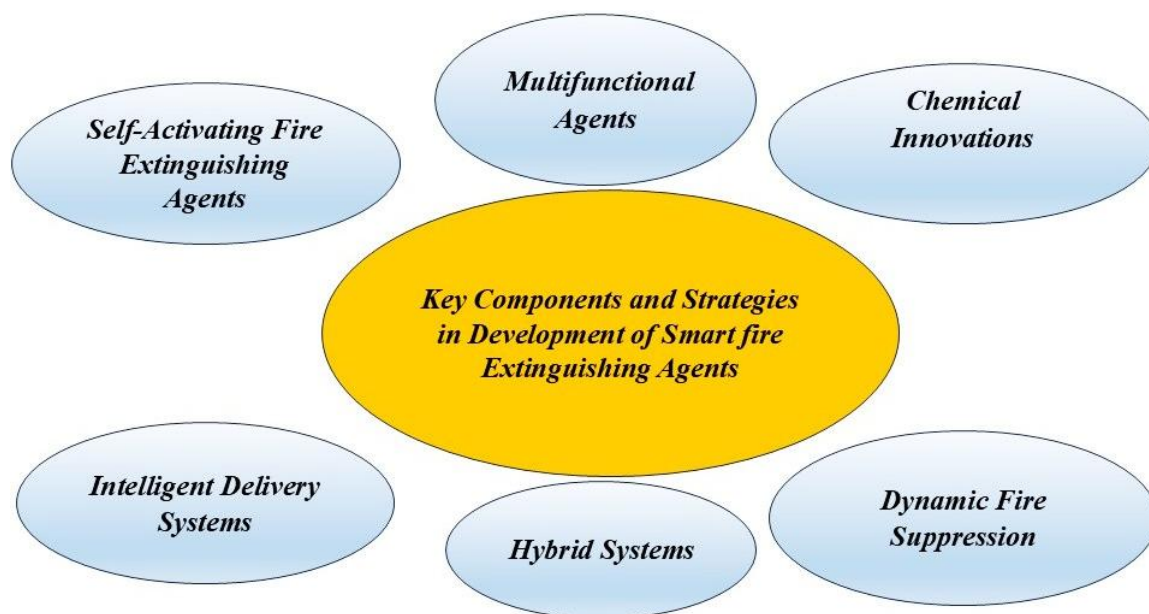 Multifunctional
Agents
Chemical
Innovations
Self-Activating Fire
Extinguishing
Agents
Key Components and Strategies
in Development of Smart fire
Extinguishing Agents
Intelligent Delivery
Systems
Hybrid Systems
Dynamic Fire
Suppression